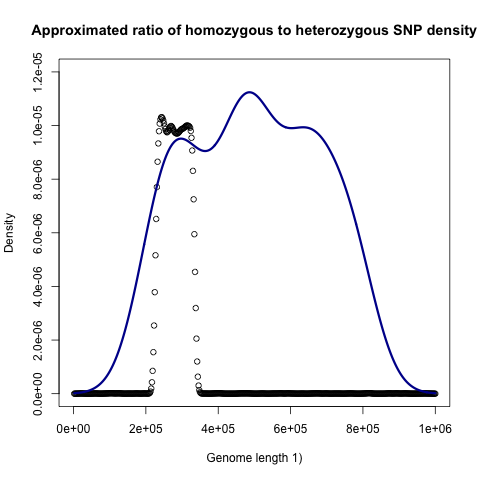 Approximated ratio of homozygous to heterozygous SNP density
1.2e-05
1.0e-05
8.0e-06
6.0e-06
4.0e-06
2.0e-06
0.0e+00
Density
0e+00 2e+05 4e+05 6e+05 8e+05 1e+06
Genome length 1)